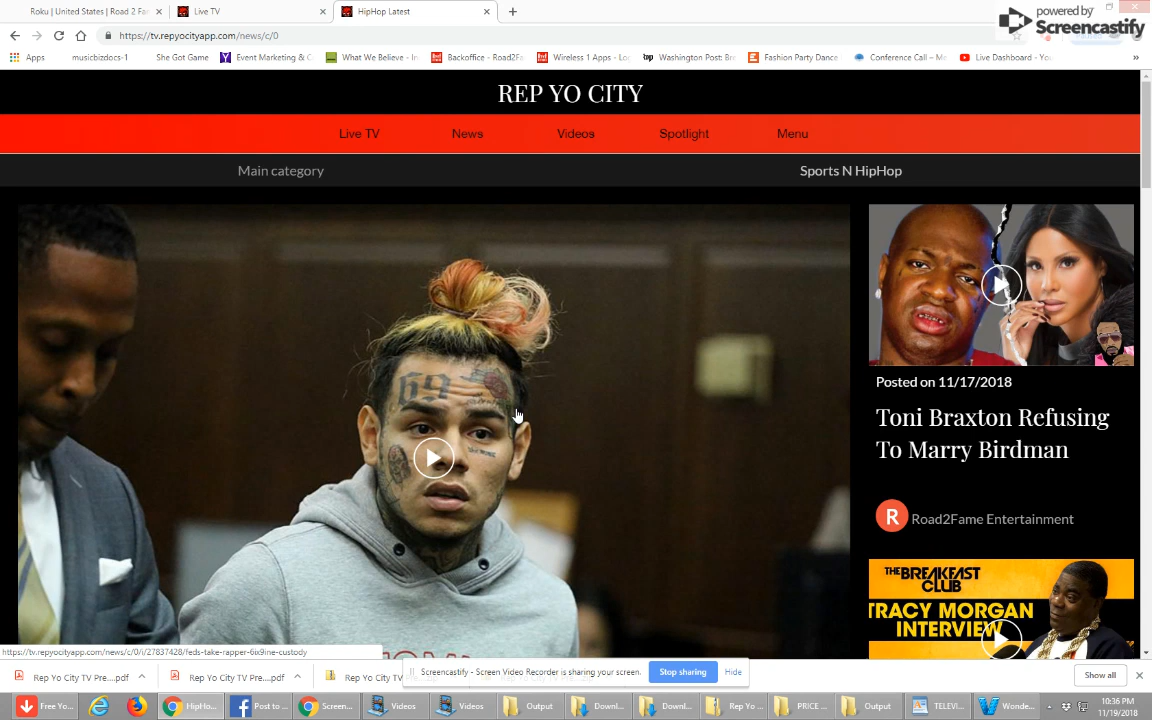 Roku | United States | Road 2 Fa
Live TV
HipHop Latest
powered by
Screencastify
https://tv.repyocityapp.com/news/c/0
Apps
musicbizdocs-1
She Got Game
Event Marketing & C
What We Believe - In
Backoffice - Road2Fa
Wireless 1 Apps - Log
Washington Post: Bre
Fashion Party Dance
Conference Call – Me
Live Dashboard - You
REP YO CITY
Live TV
News
Videos
Spotlight
Menu
Main category
Sports N HipHop
69
Posted on 11/17/2018
Toni Braxton Refusing
To Marry Birdman
R
Road2Fame Entertainment
THE BREAKFAST
CLUB
TRACY MORGAN
INTERVIEW
https://tv.repyocityapp.com/news/c/0/i/27837428/feds-take-rapper-6ix9ine-custody
Rep Yo City TV Pre....pdf
Rep Yo City TV Pre....pdf
Rep Yo City TV
Screencastify - Screen Video Recorder is sharing your screen.
Stop sharing
Hide
Show all
Free Yo...
HipHo...
Post to ...
Screen...
Videos
Videos
Output
Downl...
Downl...
Rep Yo ...
PRICE ...
Output
TELEVI...
Wonde...
10:36 PM
11/19/2018